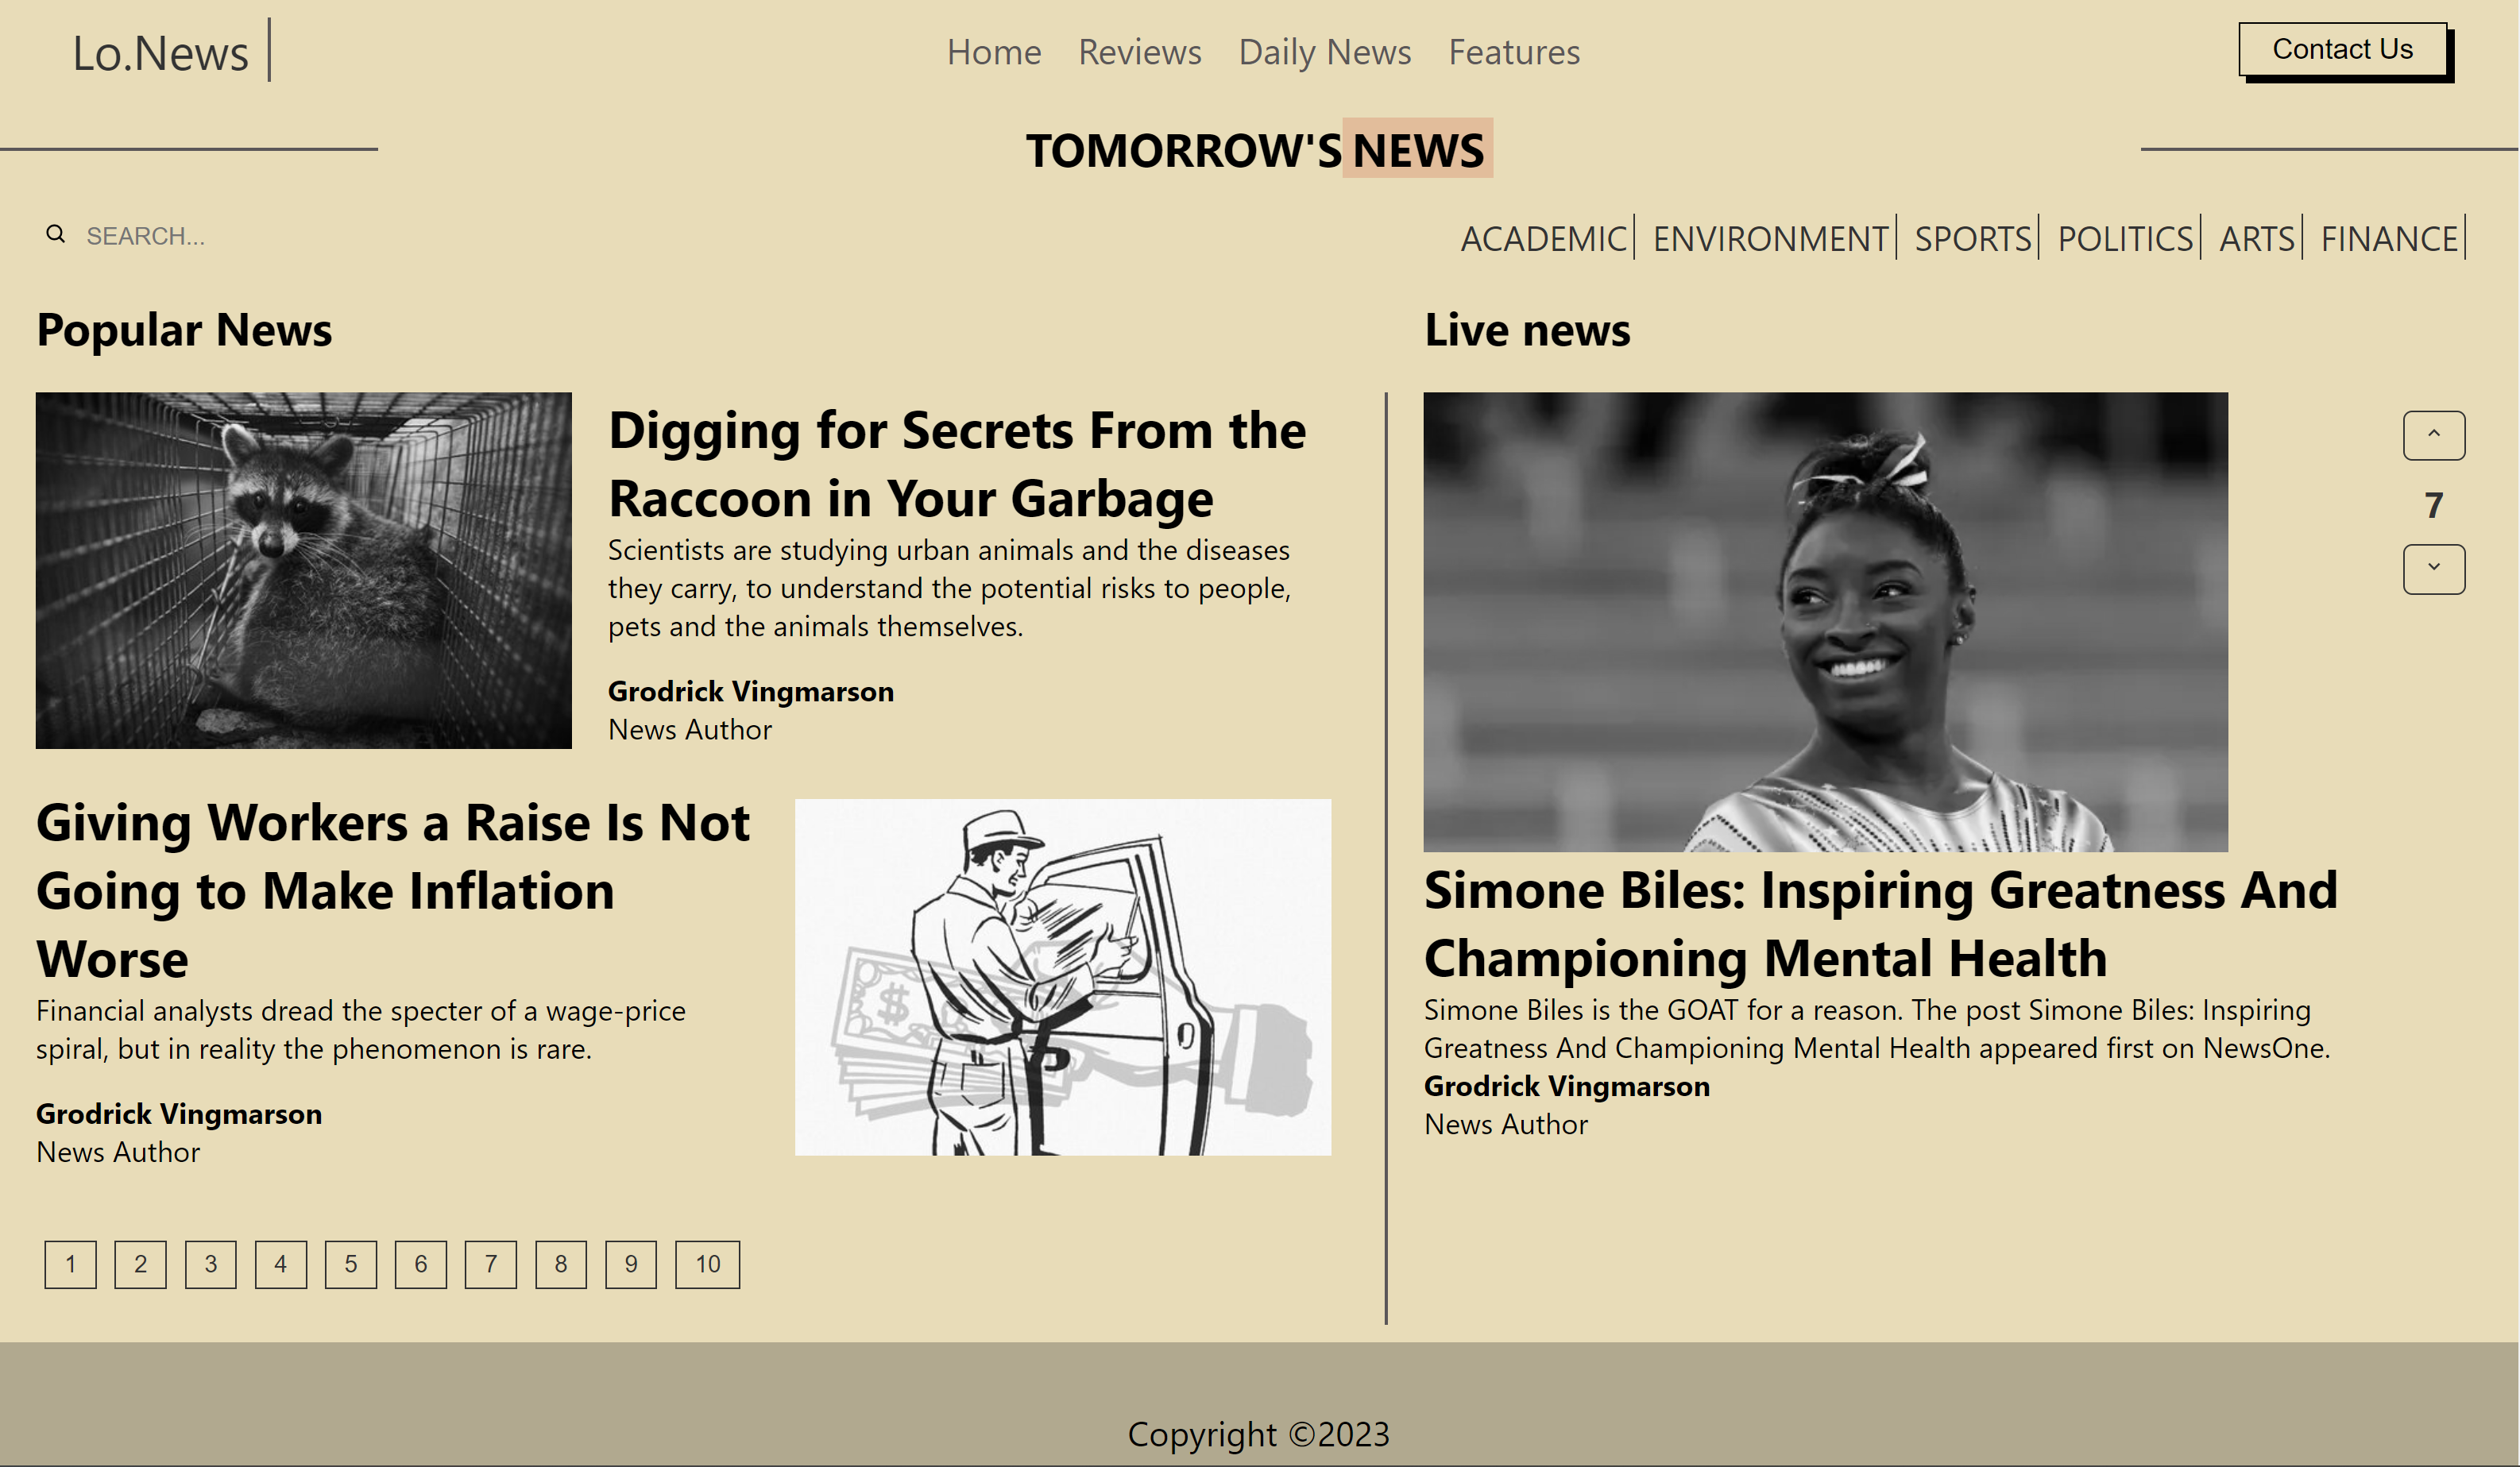 Lo.News
Home Reviews Daily News Features
Contact Us
TOMORROW'S NEWS
SEARCH...
ACADEMIC ENVIRONMENT SPORTS POLITICS ARTS FINANCE
Popular News
Digging for Secrets From the
Raccoon in Your Garbage
Scientists are studying urban animals and the diseases
they carry, to understand the potential risks to people,
pets and the animals themselves.
Grodrick Vingmarson
News Author
Giving Workers a Raise Is Not
Going to Make Inflation
Worse
Financial analysts dread the specter of a wage-price
spiral, but in reality the phenomenon is rare.
Grodrick Vingmarson
News Author
$
1 2 3 4 5 6 7 8 9 10
Live news
7
Simone Biles: Inspiring Greatness And
Championing Mental Health
Simone Biles is the GOAT for a reason. The post Simone Biles: Inspiring
Greatness And Championing Mental Health appeared first on NewsOne.
Grodrick Vingmarson
News Author
Copyright ©2023